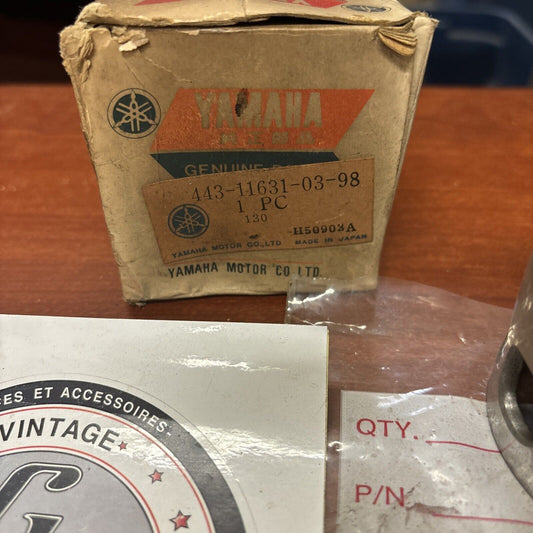 YAMAHA
GENUINE
443-11631-03-98
1 PC
130
H50903A
YAMAHA MOTOR CO.,LTD MADE IN JAPAN
YAMAHA MOTOR CO LTD
ET ACCESSOIRES
VINTAGE
QTY.
P/N